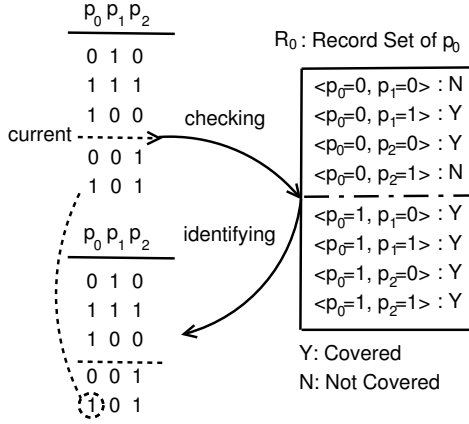 p0 p1 p2
0 1 0
1 1 1
1 0 0
current
0 0 1
1 0 1
checking
identifying
p0 p1 p2
0 1 0
1 1 1
1 0 0
0 0 1
1 0 1
R0 : Record Set of p0
<p0=0, p1=0> : N
<p0=0, p1=1> : Y
<p0=0, p2=0> : Y
<p0=0, p2=1> : N
<p0=1, p1=0> : Y
<p0=1, p1=1> : Y
<p0=1, p2=0> : Y
<p0=1, p2=1> : Y
Y: Covered
N: Not Covered